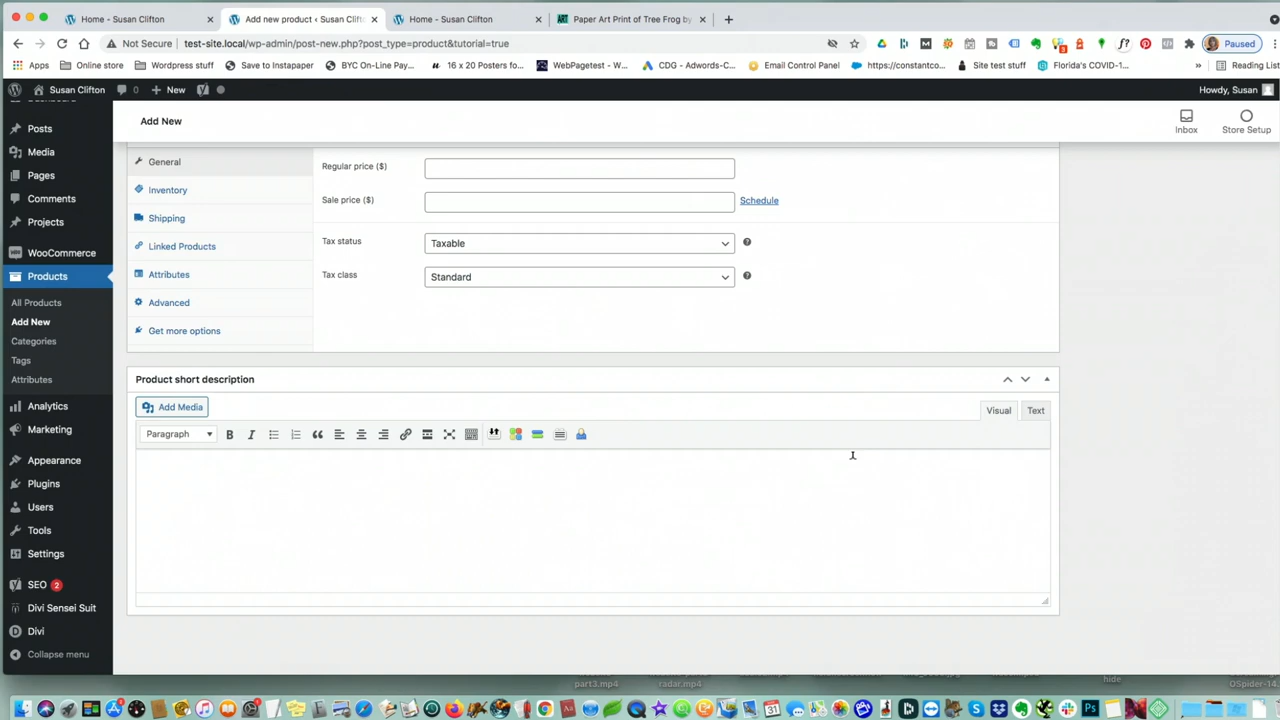 Home - Susan Clifton
Add new product ‹ Susan Clift
Home - Susan Clifton
Paper Art Print of Tree Frog by
Not Secure
test-site.local/wp-admin/post-new.php?post_type=product&tutorial=true
Paused
Apps
Online store
Wordpress stuff
Save to Instapaper
BYC On-Line Pay...
16 x 20 Posters fo...
WebPagetest - W...
CDG - Adwords-C...
Email Control Panel
https://constantco...
Site test stuff
Florida's COVID-1...
»
Reading List
Susan Clifton
0
New
Howdy, Susan
Add New
Inbox
Store Setup
Posts
Media
Pages
Comments
Projects
WooCommerce
Products
All Products
Add New
Categories
Tags
Attributes
Analytics
Marketing
Appearance
Plugins
Users
Tools
Settings
SEO 2
Divi Sensei Suit
Divi
Collapse menu
General
Inventory
Shipping
Linked Products
Attributes
Advanced
Get more options
Regular price ($)
Sale price ($)
Schedule
Tax status
Taxable
Tax class
Standard
Product short description
Add Media
Visual
Text
Paragraph
B
I
part3.mp4
radar.mp4
hide
OSpider-14.